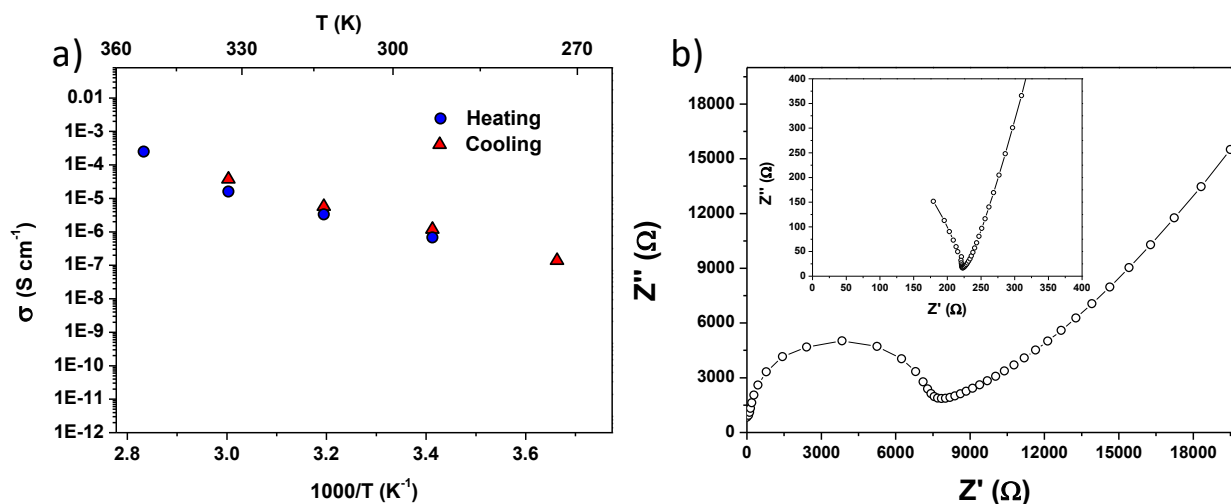 a)
T (K)
360 330 300 270
0.01
1E-3
1E-4
1E-5
1E-6
1E-7
1E-8
1E-9
1E-10
1E-11
1E-12
σ (S cm⁻¹)
Heating
Cooling
2.8 3.0 3.2 3.4 3.6
1000/T (K⁻¹)
b)
18000
15000
12000
9000
6000
3000
0
Z'' (Ω)
0 3000 6000 9000 12000 15000 18000
Z' (Ω)
400
350
300
250
200
150
100
50
0
Z'' (Ω)
0 50 100 150 200 250 300 350 400
Z' (Ω)